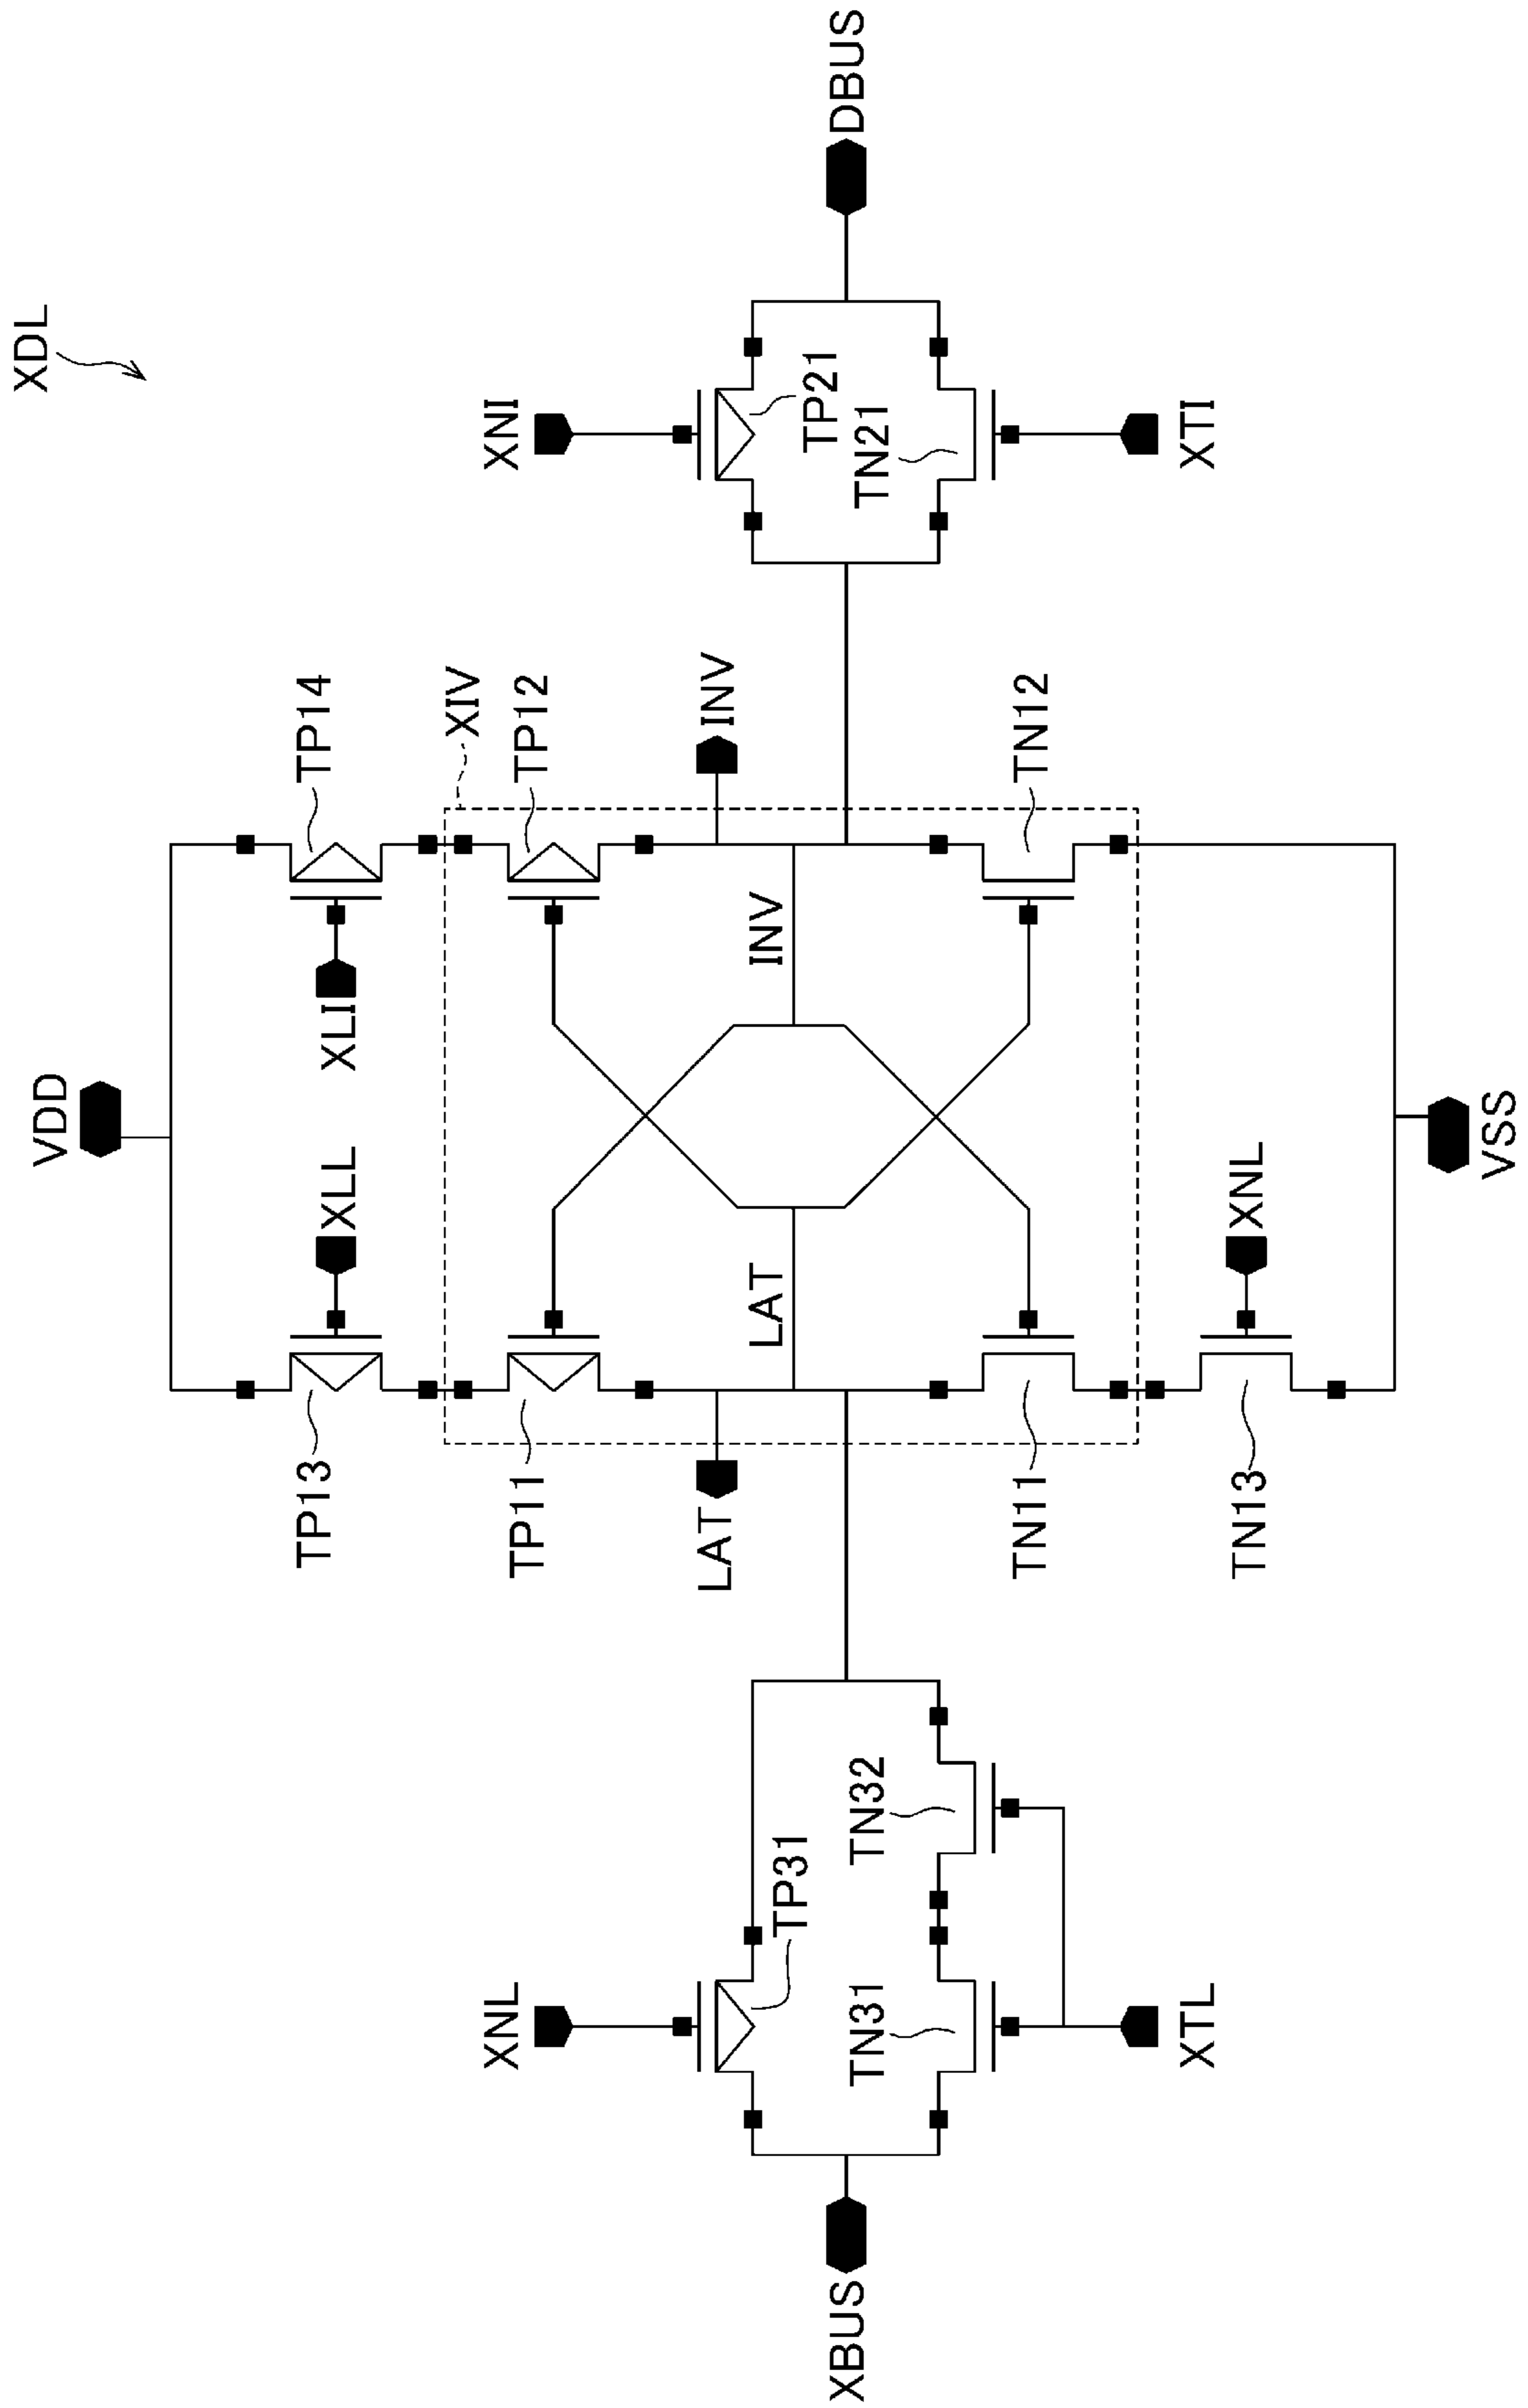 XDL
VDD
XLL
XLI
TP13
TP14
XIV
TP11
TP12
XNL
XNI
LAT
INV
LAT
INV
TP31
TP21
XBUS
DBUS
TN31
TN32
TN21
TN11
TN12
XTL
XTI
TN13
XNL
VSS